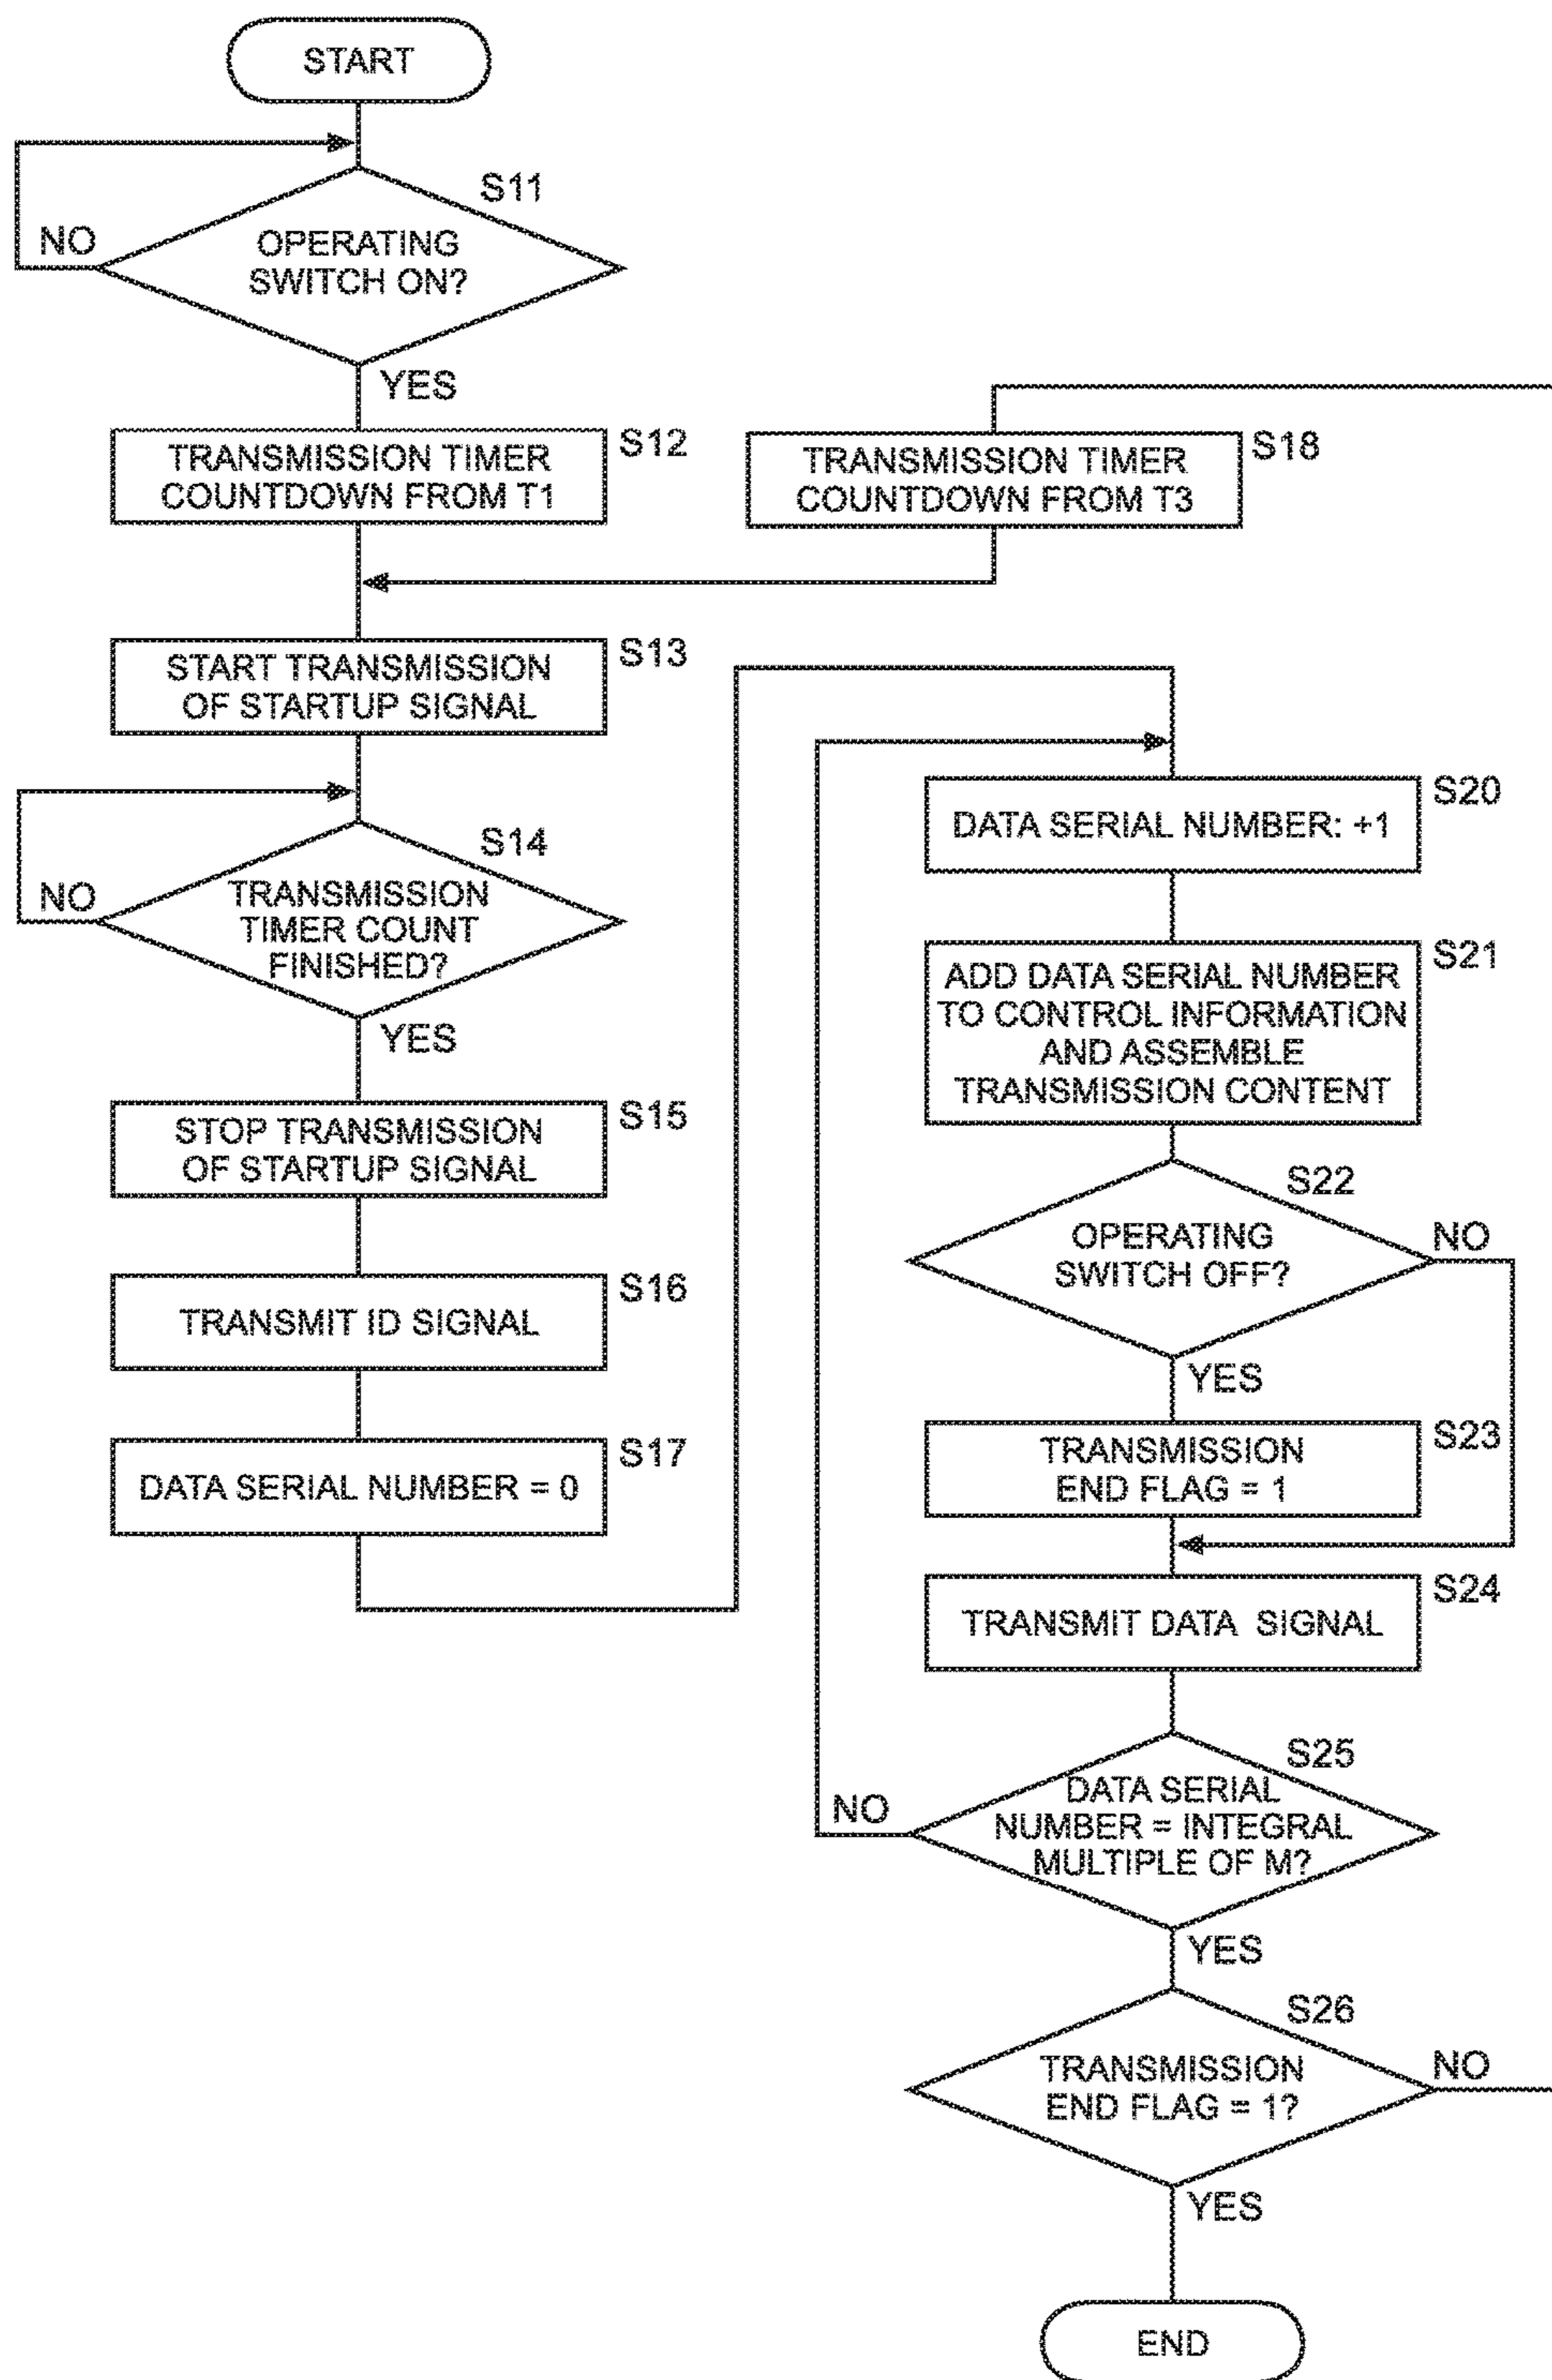 START
S11
NO
OPERATING
SWITCH ON?
YES
S12
TRANSMISSION TIMER
COUNTDOWN FROM T1
S18
TRANSMISSION TIMER
COUNTDOWN FROM T3
S13
START TRANSMISSION
OF STARTUP SIGNAL
S14
NO
TRANSMISSION
TIMER COUNT
FINISHED?
YES
S15
STOP TRANSMISSION
OF STARTUP SIGNAL
S16
TRANSMIT ID SIGNAL
S17
DATA SERIAL NUMBER = 0
S20
DATA SERIAL NUMBER: +1
S21
ADD DATA SERIAL NUMBER
TO CONTROL INFORMATION
AND ASSEMBLE
TRANSMISSION CONTENT
S22
OPERATING
SWITCH OFF?
NO
YES
S23
TRANSMISSION
END FLAG = 1
S24
TRANSMIT DATA SIGNAL
S25
DATA SERIAL
NUMBER = INTEGRAL
MULTIPLE OF M?
NO
YES
S26
TRANSMISSION
END FLAG = 1?
NO
YES
END